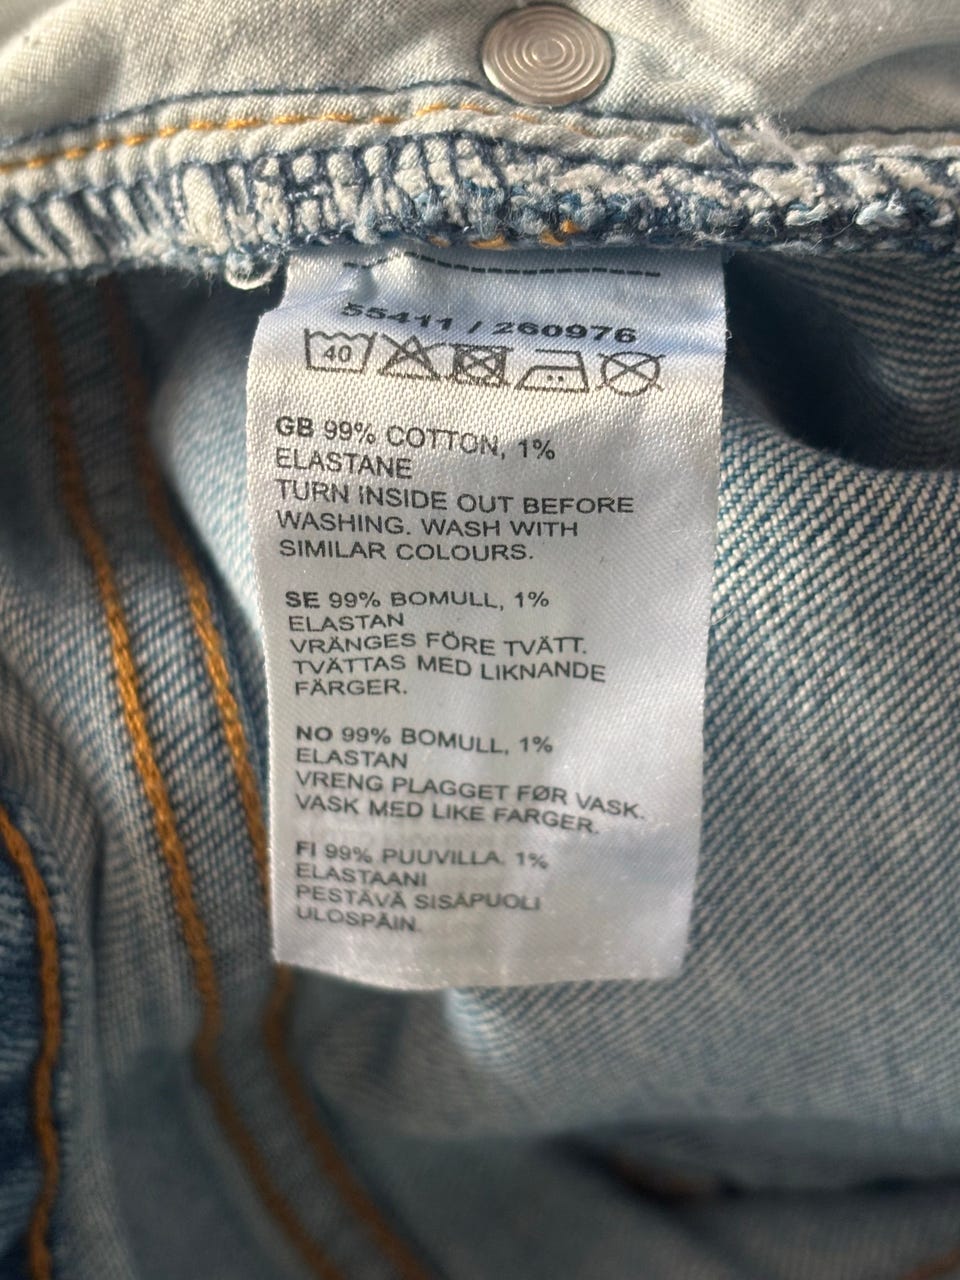 55411 / 260976
40
GB 99% COTTON, 1%
ELASTANE
TURN INSIDE OUT BEFORE
WASHING. WASH WITH
SIMILAR COLOURS.
SE 99% BOMULL, 1%
ELASTAN
VRÄNGES FÖRE TVÄTT.
TVÄTTAS MED LIKNANDE
FÄRGER.
NO 99% BOMULL, 1%
ELASTAN
VRENG PLAGGET FØR VASK.
VASK MED LIKE FARGER.
FI 99% PUUVILLA, 1%
ELASTAANI
PESTÄVÄ SISÄPUOLI
ULOSPÄIN.